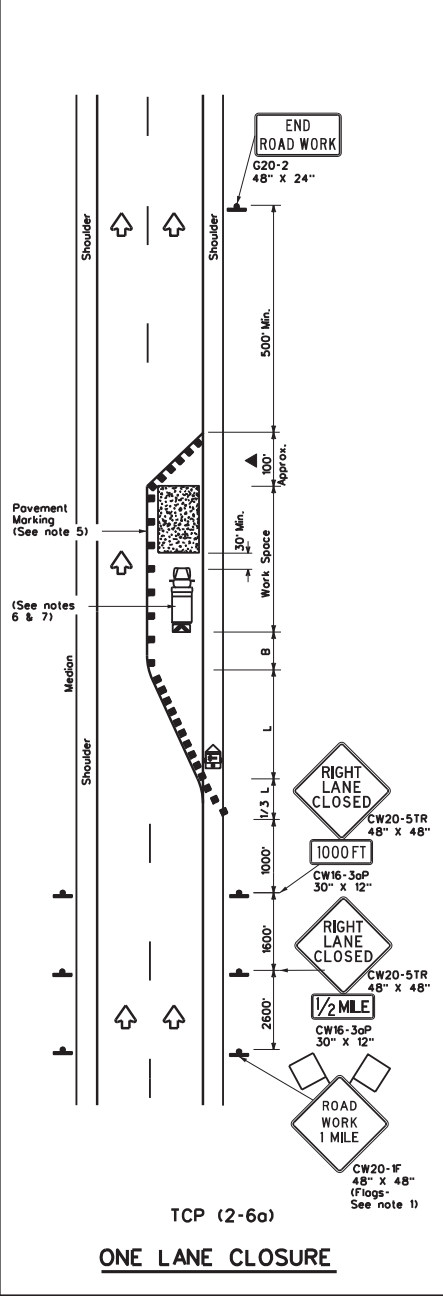 END
ROAD WORK
G20-2
48" X 24"
Shoulder
Shoulder
500' Min.
100'
Approx.
Pavement
Marking
(See note 5)
30' Min.
Work Space
(See notes
6 & 7)
B
Median
L
Shoulder
1/3 L
RIGHT
LANE
CLOSED
CW20-5TR
48" X 48"
1000 FT
CW16-3aP
30" X 12"
1000'
RIGHT
LANE
CLOSED
1600'
CW20-5TR
48" X 48"
1/2 MILE
CW16-3aP
30" X 12"
2600'
ROAD
WORK
1 MILE
CW20-1F
48" X 48"
(Flags-
See note 1)
TCP (2-6a)
ONE LANE CLOSURE